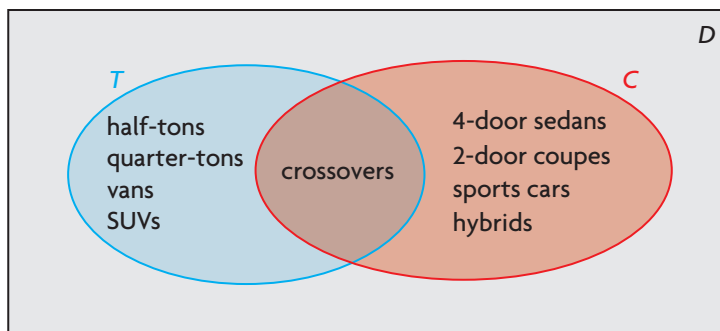 D
T
C
half-tons
quarter-tons
vans
SUVs
crossovers
4-door sedans
2-door coupes
sports cars
hybrids